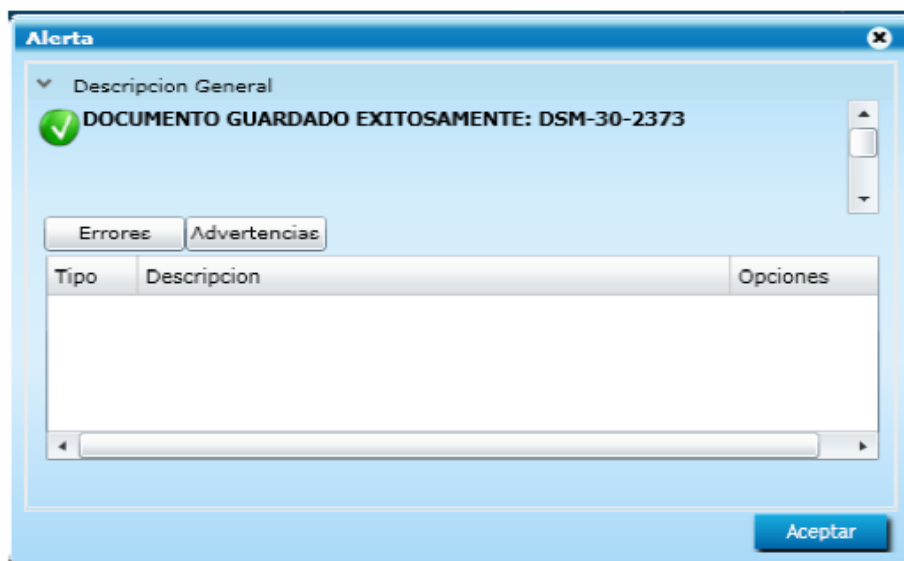 Alerta
Descripcion General
DOCUMENTO GUARDADO EXITOSAMENTE: DSM-30-2373
Errores Advertencias
Tipo Descripcion Opciones
Aceptar